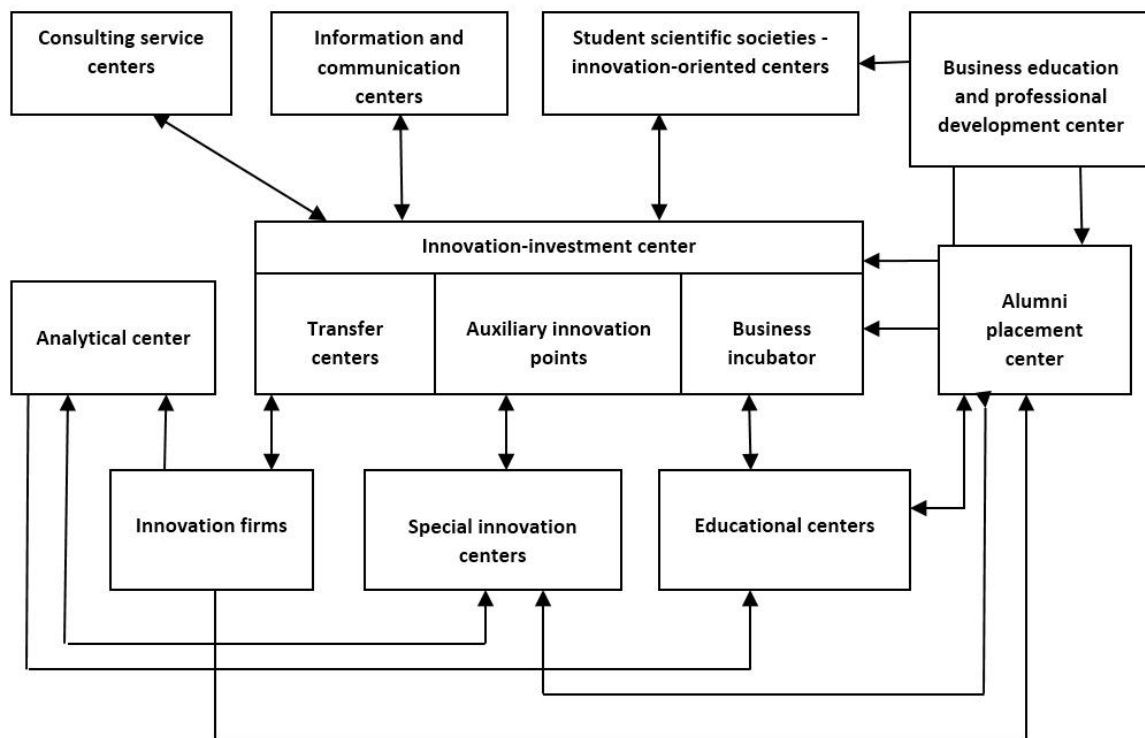 Consulting service
centers
Information and
communication
centers
Student scientific societies -
innovation-oriented centers
Business education
and professional
development center
Innovation-investment center
Transfer
centers
Auxiliary innovation
points
Business
incubator
Analytical center
Alumni
placement
center
Innovation firms
Special innovation
centers
Educational centers